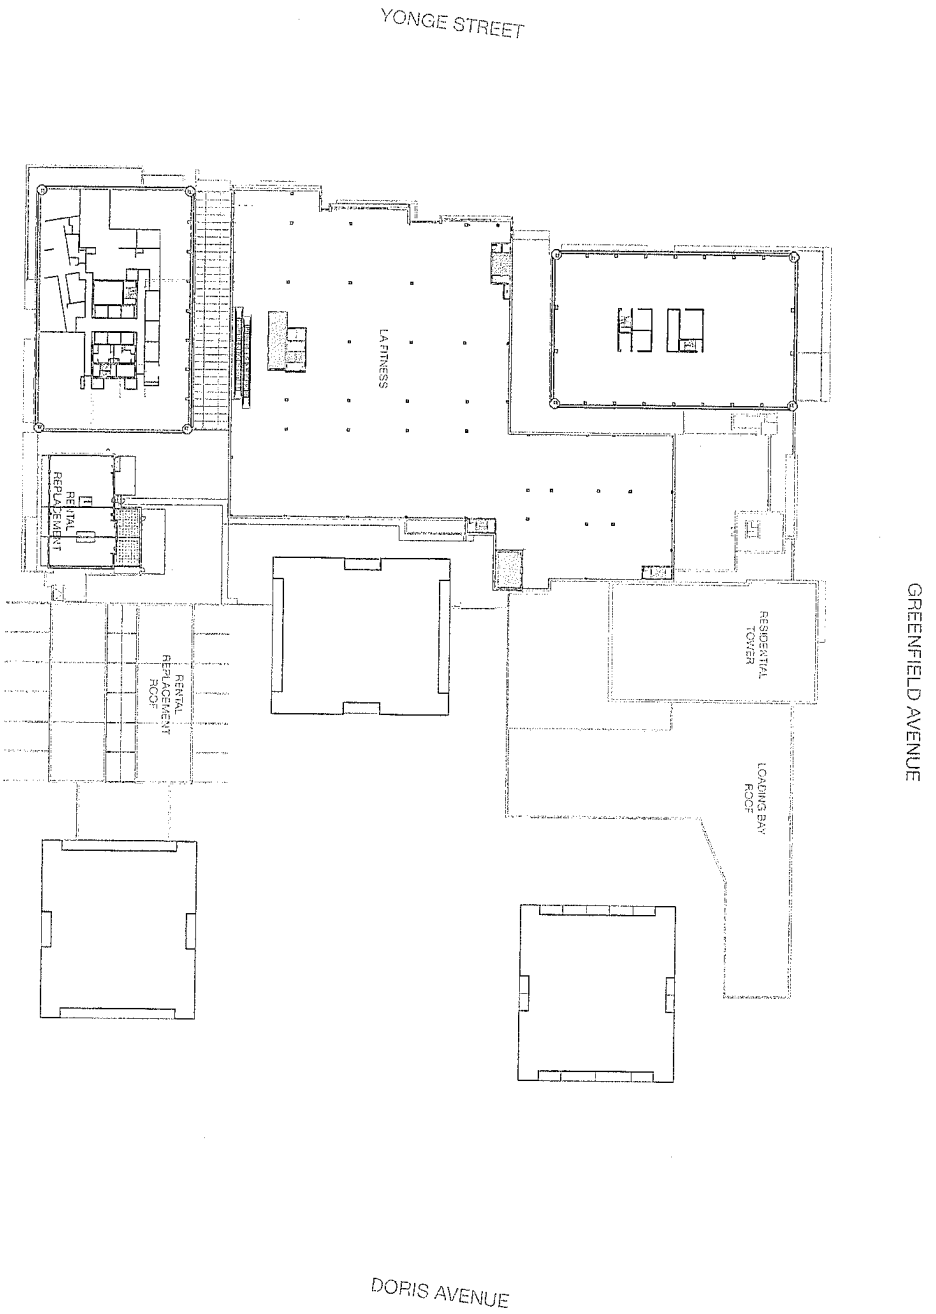 YONGE STREET
LA FITNESS
RENTAL
REPLACEMENT
RESIDENTIAL
TOWER
GREENFIELD AVENUE
RENTAL
REPLACEMENT
ROOF
LOADING BAY
ROOF
DORIS AVENUE